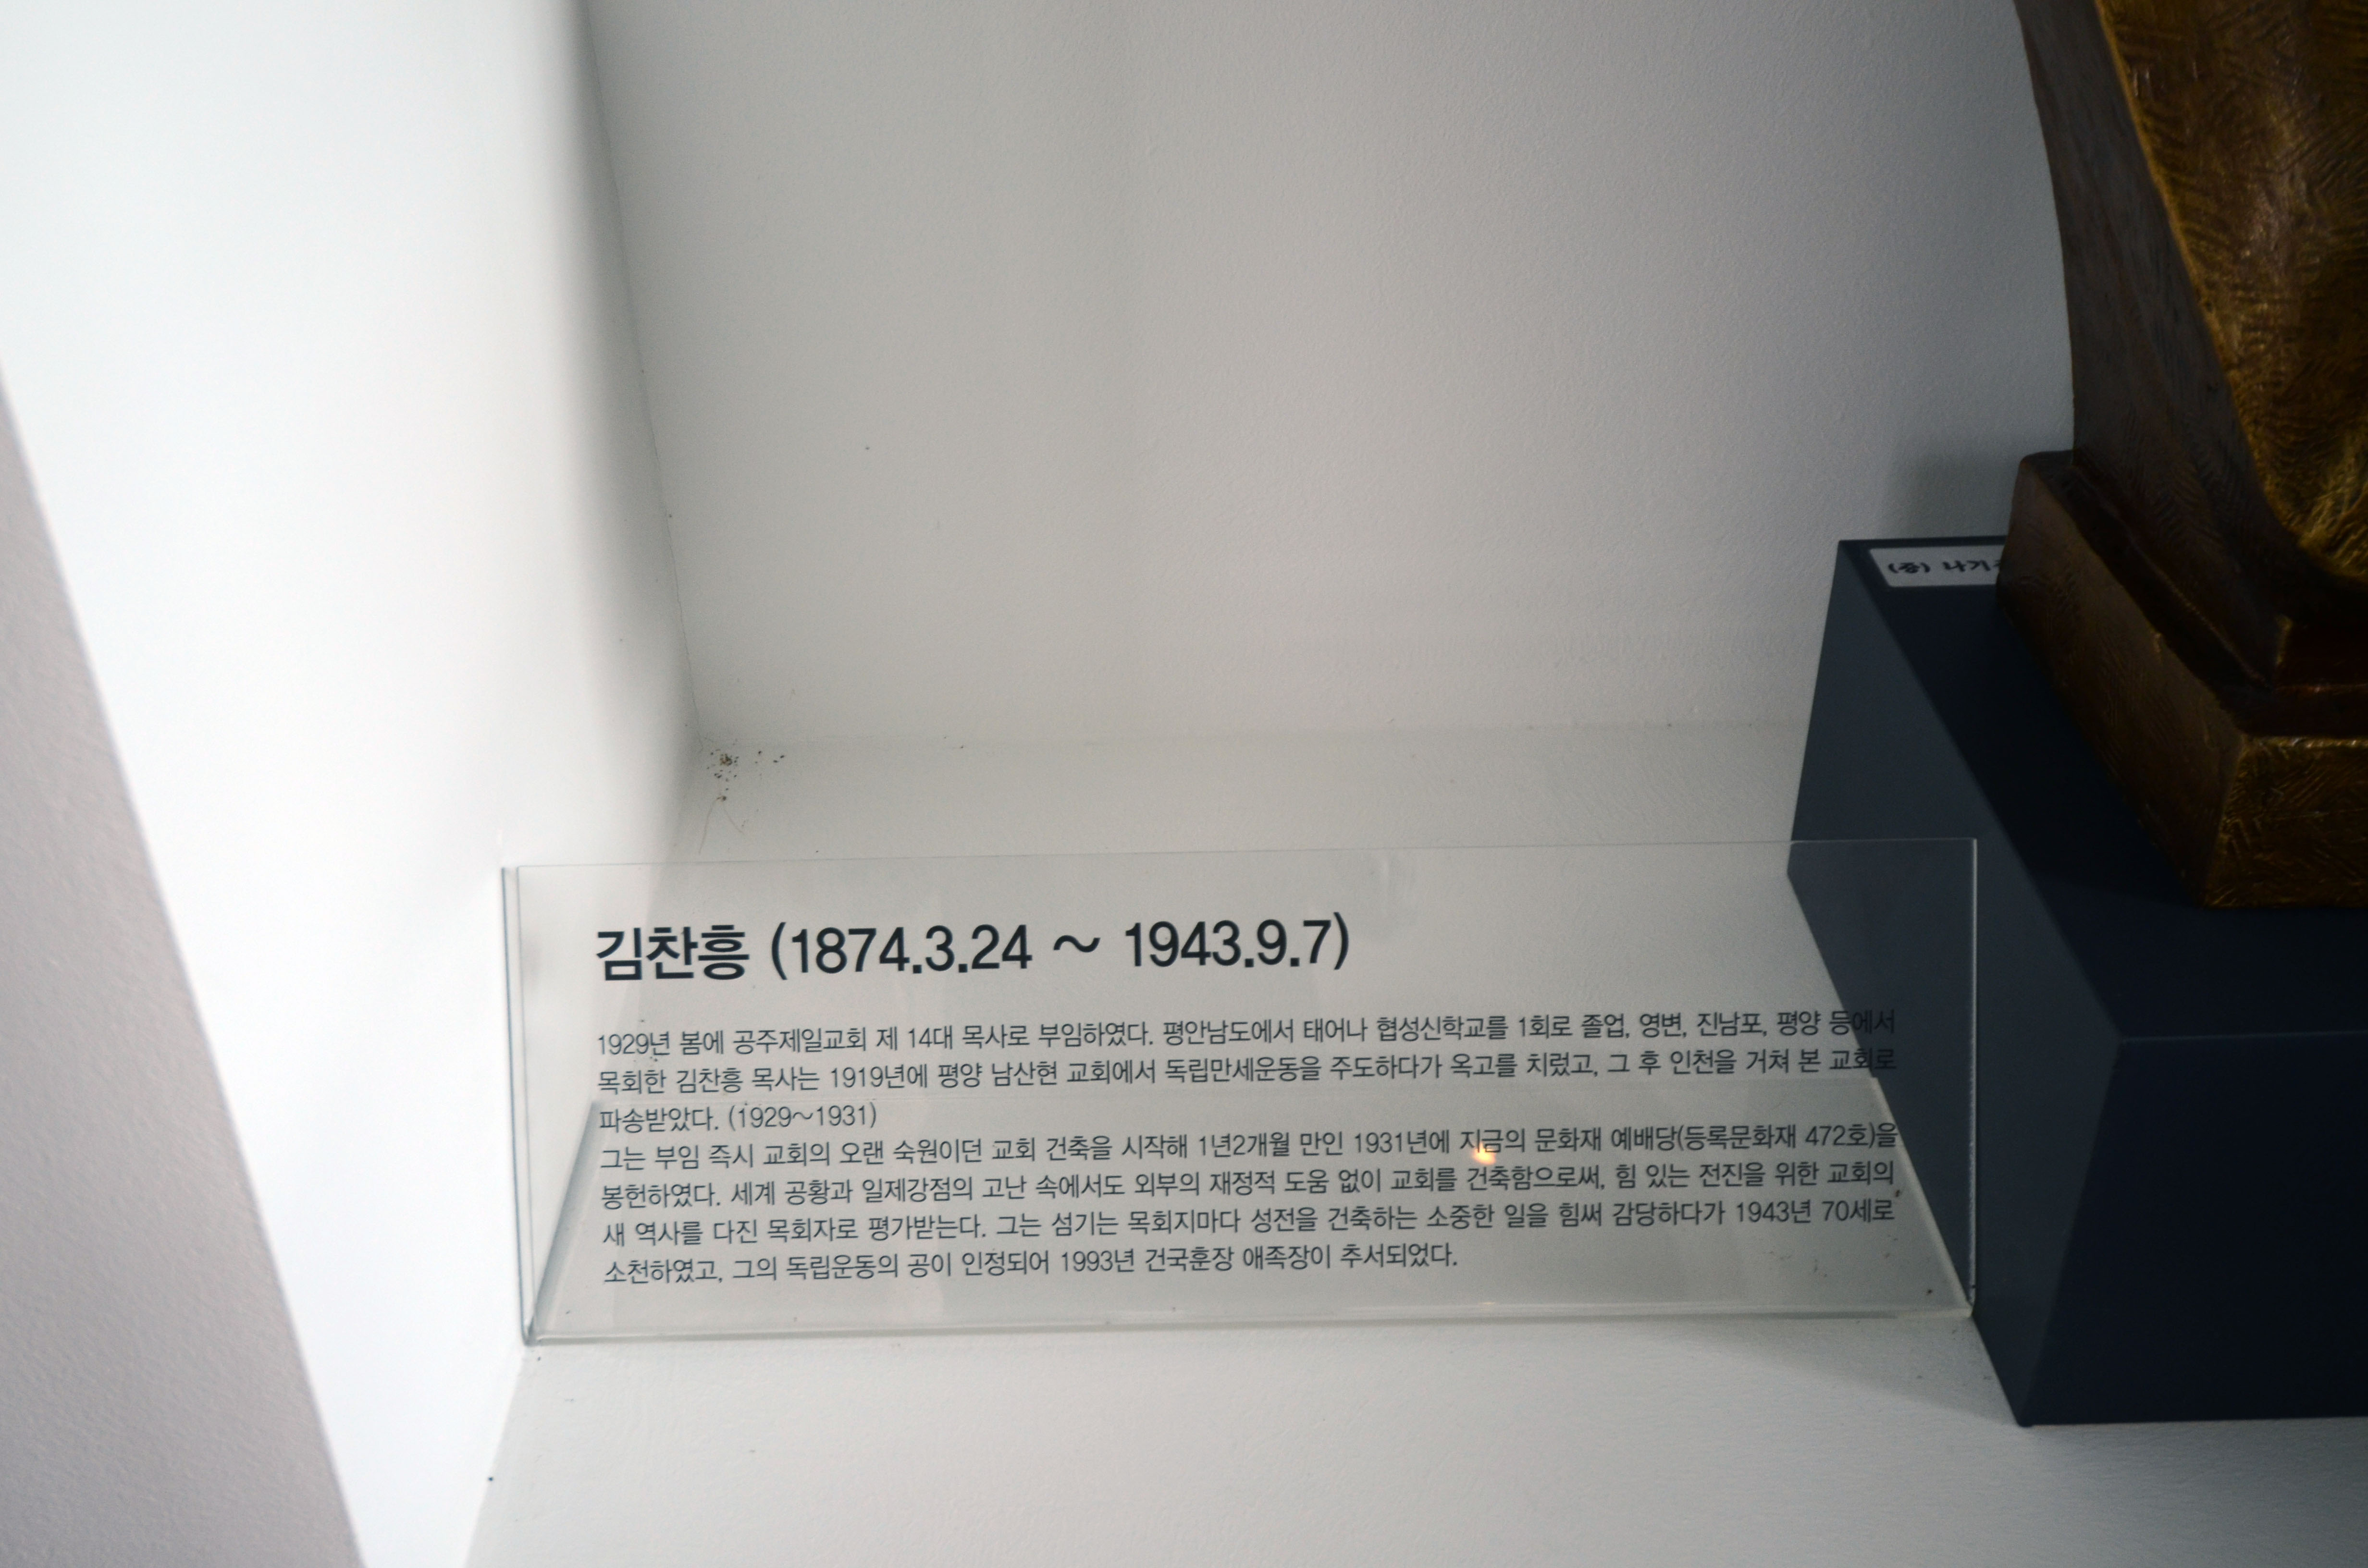 (증) 나기
김찬흥 (1874.3.24 ～ 1943.9.7)
1929년 봄에 공주제일교회 제 14대 목사로 부임하였다. 평안남도에서 태어나 협성신학교를 1회로 졸업, 영변, 진남포, 평양 등에서
목회한 김찬흥 목사는 1919년에 평양 남산현 교회에서 독립만세운동을 주도하다가 옥고를 치렀고, 그 후 인천을 거쳐 본 교회로
파송받았다. (1929～1931)
그는 부임 즉시 교회의 오랜 숙원이던 교회 건축을 시작해 1년2개월 만인 1931년에 지금의 문화재 예배당(등록문화재 472호)을
봉헌하였다. 세계 공황과 일제강점의 고난 속에서도 외부의 재정적 도움 없이 교회를 건축함으로써, 힘 있는 전진을 위한 교회의
새 역사를 다진 목회자로 평가받는다. 그는 섬기는 목회지마다 성전을 건축하는 소중한 일을 힘써 감당하다가 1943년 70세로
소천하였고, 그의 독립운동의 공이 인정되어 1993년 건국훈장 애족장이 추서되었다.